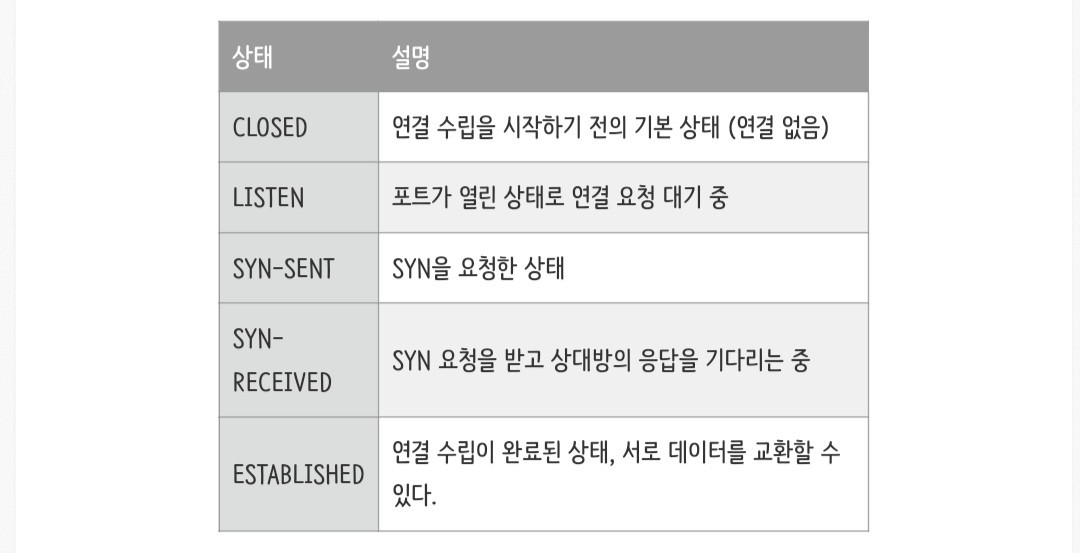 상태 설명
CLOSED 연결 수립을 시작하기 전의 기본 상태 (연결 없음)
LISTEN 포트가 열린 상태로 연결 요청 대기 중
SYN-SENT SYN을 요청한 상태
SYN-
RECEIVED SYN 요청을 받고 상대방의 응답을 기다리는 중
ESTABLISHED 연결 수립이 완료된 상태, 서로 데이터를 교환할 수
있다.